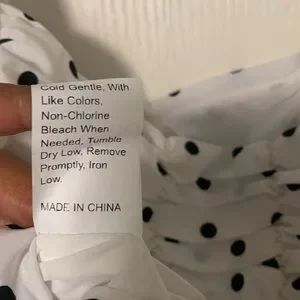 Cold Gentle, With
Like Colors,
Non-Chlorine
Bleach When
Needed, Tumble
Dry Low, Remove
Promptly, Iron
Low.
MADE IN CHINA